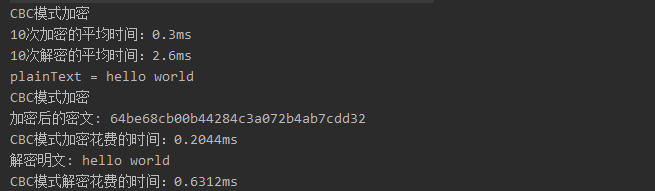 CBC模式加密
10次加密的平均时间：0.3ms
10次解密的平均时间：2.6ms
plainText = hello world
CBC模式加密
加密后的密文: 64be68cb00b44284c3a072b4ab7cdd32
CBC模式加密花费的时间：0.2044ms
解密明文: hello world
CBC模式解密花费的时间：0.6312ms